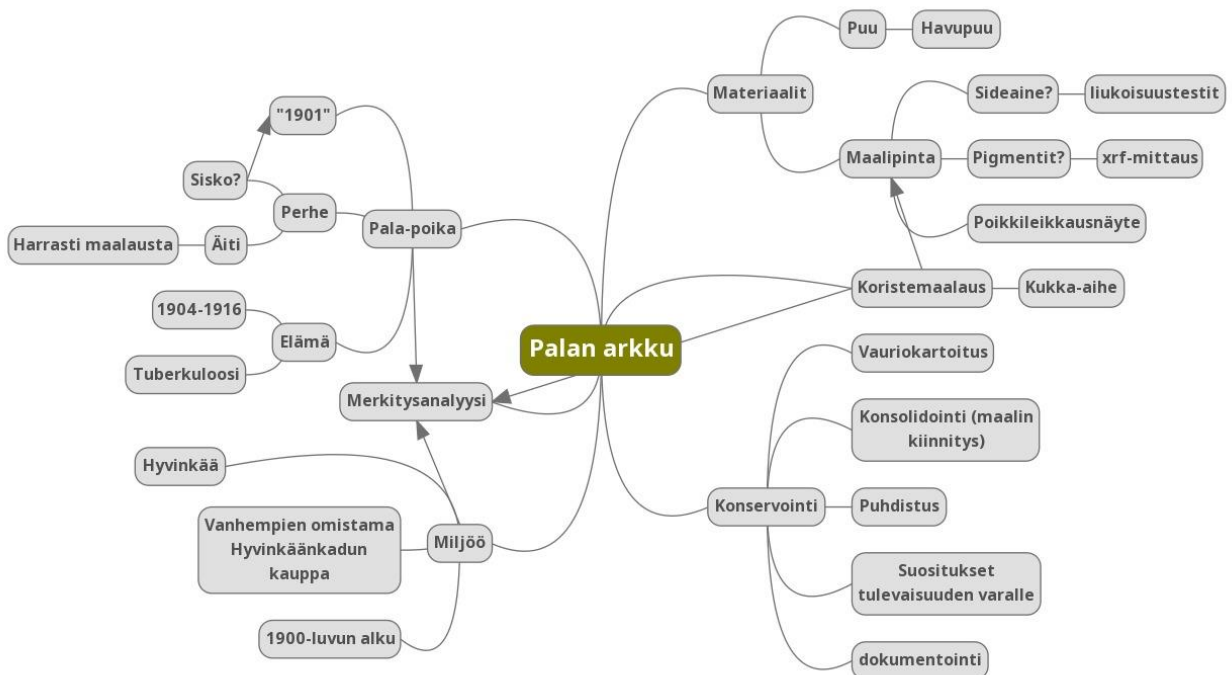 Palan arkku
Materiaalit
Puu
Havupuu
Maalipinta
Sideaine?
liukoisuustestit
Pigmentit?
xrf-mittaus
Poikkileikkausnäyte
Koristemaalaus
Kukka-aihe
Konservointi
Vauriokartoitus
Konsolidointi (maalin
kiinnitys)
Puhdistus
Suositukset
tulevaisuuden varalle
dokumentointi
Pala-poika
"1901"
Perhe
Sisko?
Äiti
Harrasti maalausta
Elämä
1904-1916
Tuberkuloosi
Merkitysanalyysi
Miljöö
Hyvinkää
Vanhempien omistama
Hyvinkäänkadun
kauppa
1900-luvun alku